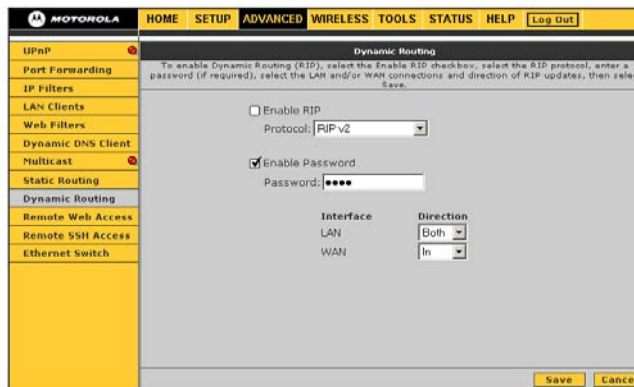 MOTOROLA
HOME SETUP ADVANCED WIRELESS TOOLS STATUS HELP Log Out
UPnP
Port Forwarding
IP Filters
LAN Clients
Web Filters
Dynamic DNS Client
Multicast
Static Routing
Dynamic Routing
Remote Web Access
Remote SSH Access
Ethernet Switch
Dynamic Routing
To enable Dynamic Routing (RIP), select the Enable RIP checkbox, select the RIP protocol, enter a
password (if required), select the LAN and/or WAN connections and direction of RIP updates, then selec
Save.
Enable RIP
Protocol: RIP v2
Enable Password
Password: ••••
Interface Direction
LAN Both
WAN In
Save Cance